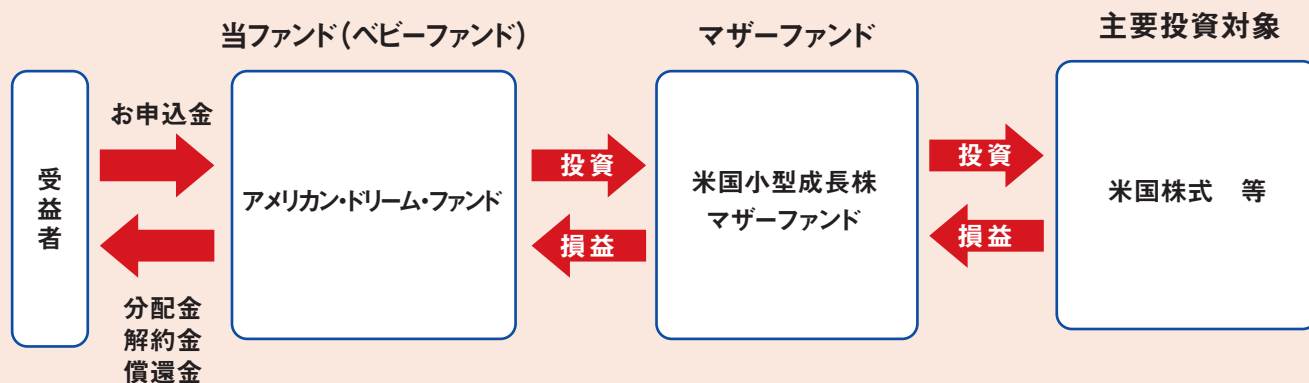 当ファンド(ベビーファンド)
マザーファンド
主要投資対象
受益者
お申込金
分配金
解約金
償還金
アメリカン・ドリーム・ファンド
投資
損益
米国小型成長株
マザーファンド
投資
損益
米国株式　等